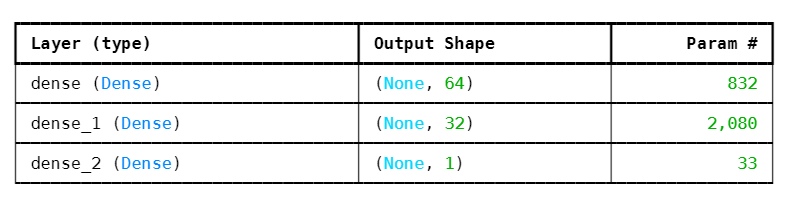 Layer (type) Output Shape Param #
dense (Dense) (None, 64) 832
dense_1 (Dense) (None, 32) 2,080
dense_2 (Dense) (None, 1) 33